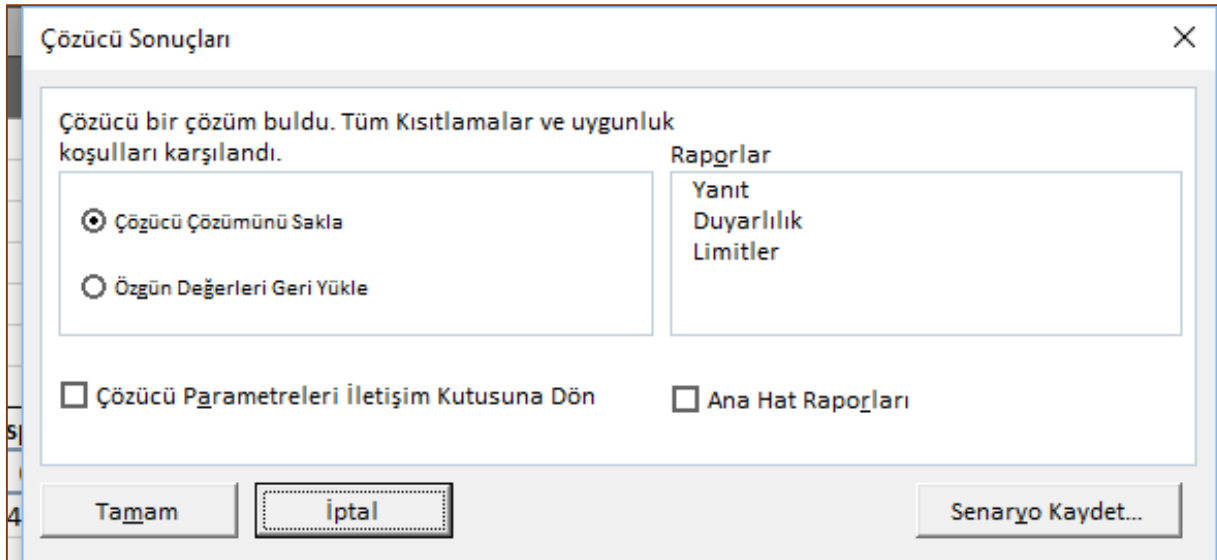 Çözücü Sonuçları
Çözücü bir çözüm buldu. Tüm Kısıtlamalar ve uygunluk
koşulları karşılandı.
Çözücü Çözümünü Sakla
Özgün Değerleri Geri Yükle
Raporlar
Yanıt
Duyarlılık
Limitler
Çözücü Parametreleri İletişim Kutusuna Dön
Ana Hat Raporları
Tamam
İptal
Senaryo Kaydet...